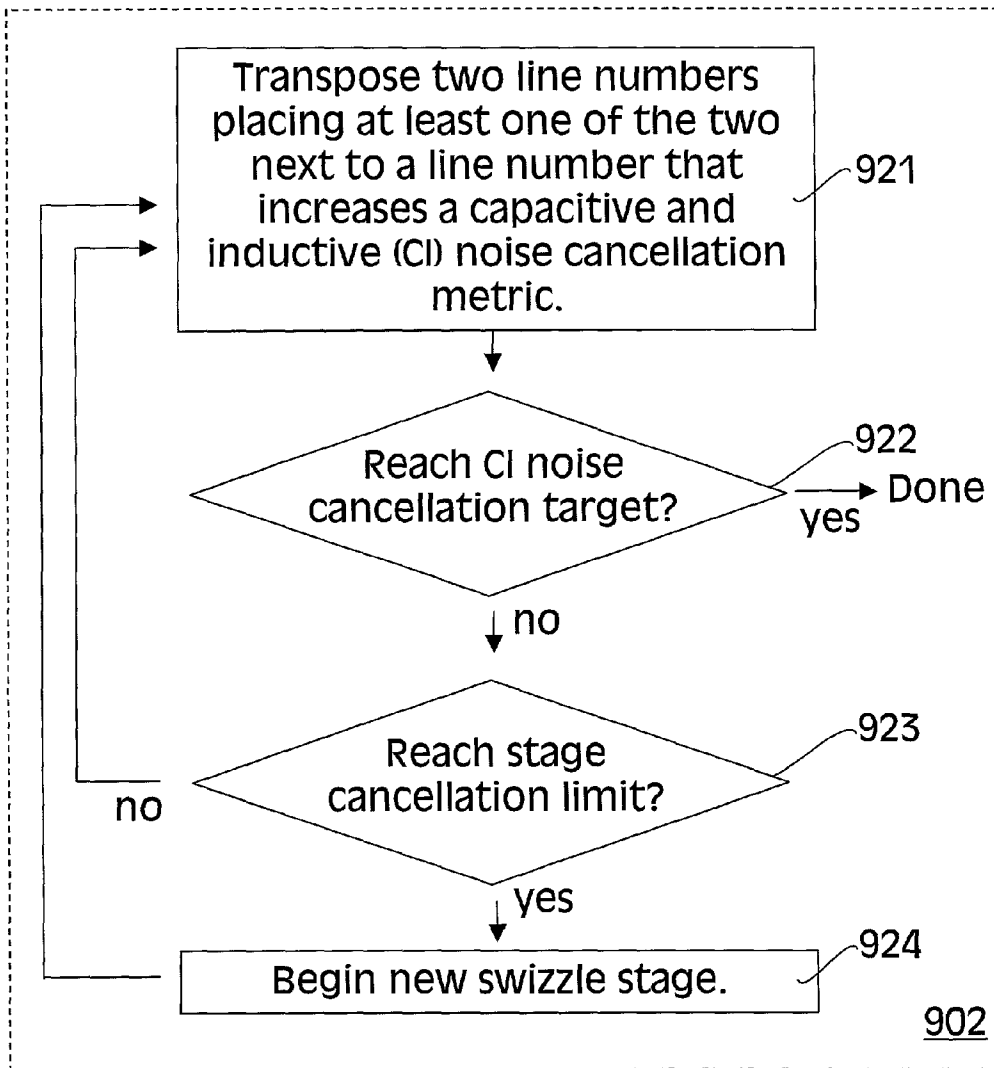 Transpose two line numbers
placing at least one of the two
next to a line number that
increases a capacitive and
inductive (CI) noise cancellation
metric.
921
Reach CI noise
cancellation target?
922
yes
Done
no
Reach stage
cancellation limit?
923
no
yes
Begin new swizzle stage.
924
902